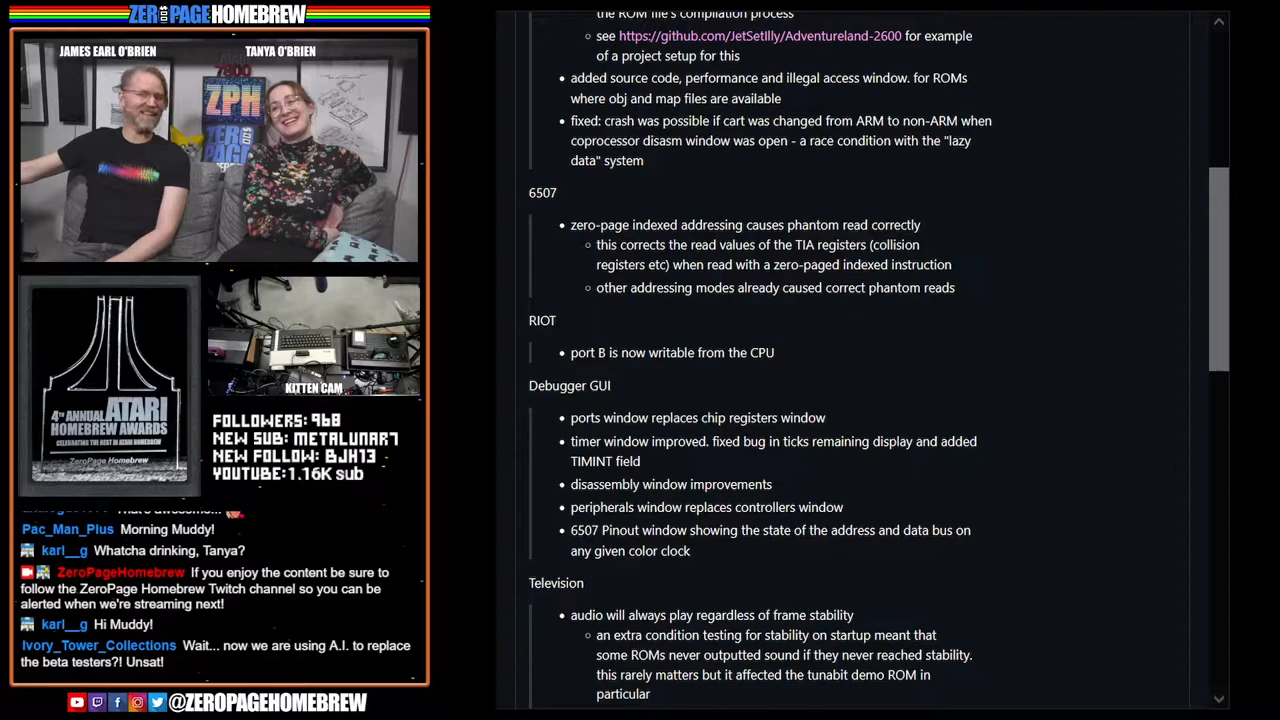 ZEROPAGE HOMEBREW
JAMES EARL O'BRIEN
TANYA O'BRIEN
7800
ZPH
ZERO
PAGE
4TH ANNUAL ATARI
HOMEBREW AWARDS
CELEBRATING THE BEST IN ATARI HOMEBREW
ZeroPage Homebrew
KITTEN CAM
FOLLOWERS: 968
NEW SUB: METALUNAR7
NEW FOLLOW: BJH13
YOUTUBE: 1.16K sub
That's awesome...
Pac_Man_Plus Morning Muddy!
karl__g Whatcha drinking, Tanya?
ZeroPageHomebrew If you enjoy the content be sure to
follow the ZeroPage Homebrew Twitch channel so you can be
alerted when we're streaming next!
karl__g Hi Muddy!
Ivory_Tower_Collections Wait... now we are using A.I. to replace
the beta testers?! Unsat!
@ZEROPAGEHOMEBREW
the ROM file's compilation process
see https://github.com/JetSetIlly/Adventureland-2600 for example
of a project setup for this
added source code, performance and illegal access window. for ROMs
where obj and map files are available
fixed: crash was possible if cart was changed from ARM to non-ARM when
coprocessor disasm window was open - a race condition with the "lazy
data" system
6507
zero-page indexed addressing causes phantom read correctly
this corrects the read values of the TIA registers (collision
registers etc) when read with a zero-paged indexed instruction
other addressing modes already caused correct phantom reads
RIOT
port B is now writable from the CPU
Debugger GUI
ports window replaces chip registers window
timer window improved. fixed bug in ticks remaining display and added
TIMINT field
disassembly window improvements
peripherals window replaces controllers window
6507 Pinout window showing the state of the address and data bus on
any given color clock
Television
audio will always play regardless of frame stability
an extra condition testing for stability on startup meant that
some ROMs never outputted sound if they never reached stability.
this rarely matters but it affected the tunabit demo ROM in
particular